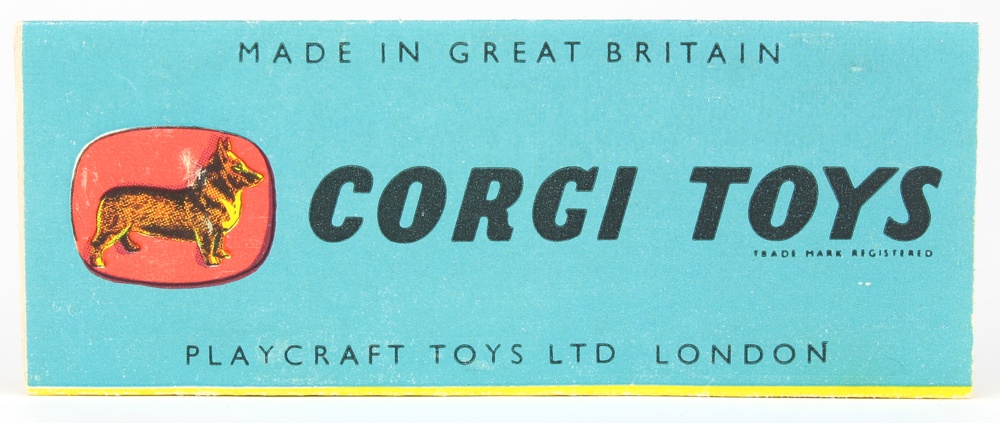 MADE IN GREAT BRITAIN
CORGI TOYS
TRADE MARK REGISTERED
PLAYCRAFT TOYS LTD LONDON